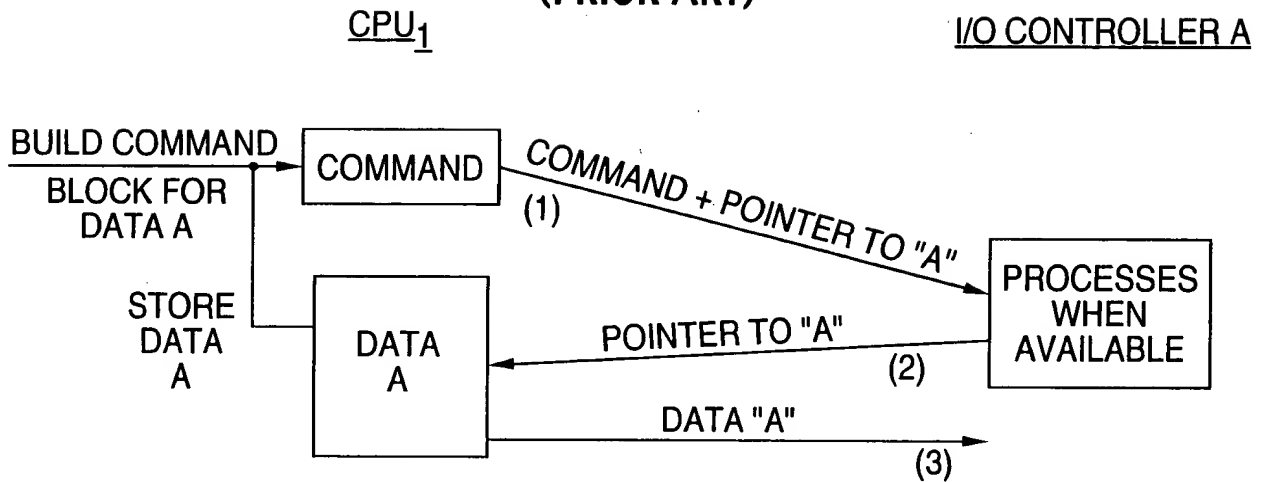 (PRIOR ART)
CPU1
I/O CONTROLLER A
BUILD COMMAND
BLOCK FOR
DATA A
COMMAND
COMMAND + POINTER TO "A"
(1)
STORE
DATA
A
DATA
A
POINTER TO "A"
(2)
PROCESSES
WHEN
AVAILABLE
DATA "A"
(3)